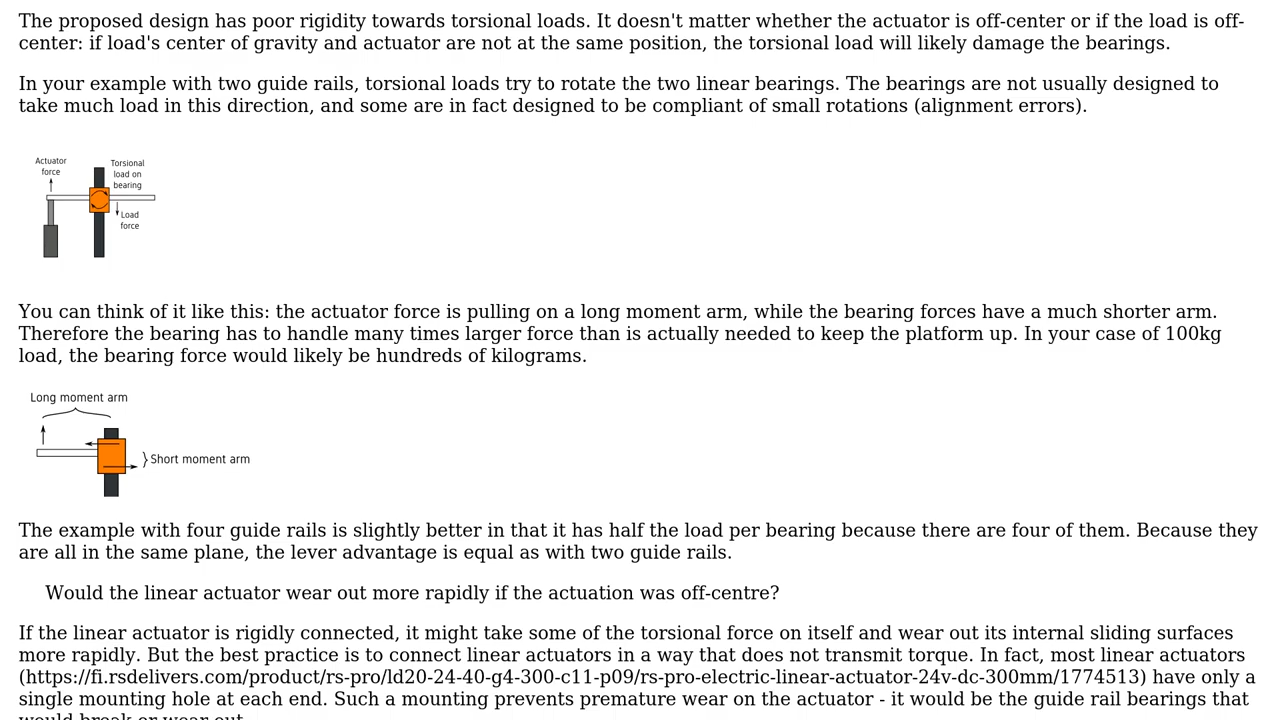 The proposed design has poor rigidity towards torsional loads. It doesn't matter whether the actuator is off-center or if the load is off-
center: if load's center of gravity and actuator are not at the same position, the torsional load will likely damage the bearings.
In your example with two guide rails, torsional loads try to rotate the two linear bearings. The bearings are not usually designed to
take much load in this direction, and some are in fact designed to be compliant of small rotations (alignment errors).
Actuator
force
Torsional
load on
bearing
Load
force
You can think of it like this: the actuator force is pulling on a long moment arm, while the bearing forces have a much shorter arm.
Therefore the bearing has to handle many times larger force than is actually needed to keep the platform up. In your case of 100kg
load, the bearing force would likely be hundreds of kilograms.
Long moment arm
Short moment arm
The example with four guide rails is slightly better in that it has half the load per bearing because there are four of them. Because they
are all in the same plane, the lever advantage is equal as with two guide rails.
Would the linear actuator wear out more rapidly if the actuation was off-centre?
If the linear actuator is rigidly connected, it might take some of the torsional force on itself and wear out its internal sliding surfaces
more rapidly. But the best practice is to connect linear actuators in a way that does not transmit torque. In fact, most linear actuators
(https://fi.rsdelivers.com/product/rs-pro/ld20-24-40-g4-300-c11-p09/rs-pro-electric-linear-actuator-24v-dc-300mm/1774513) have only a
single mounting hole at each end. Such a mounting prevents premature wear on the actuator - it would be the guide rail bearings that
would break or wear out.